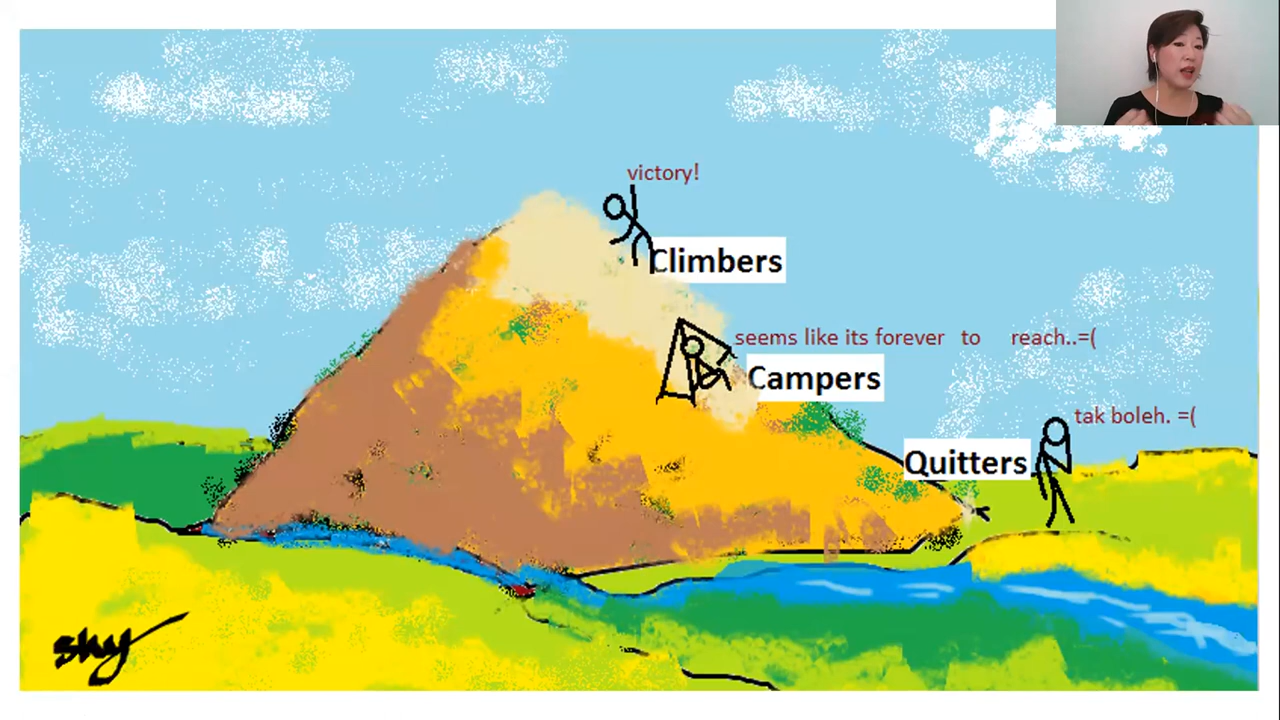 victory!
Climbers
seems like its forever to reach..=(
Campers
tak boleh. =(
Quitters
shy